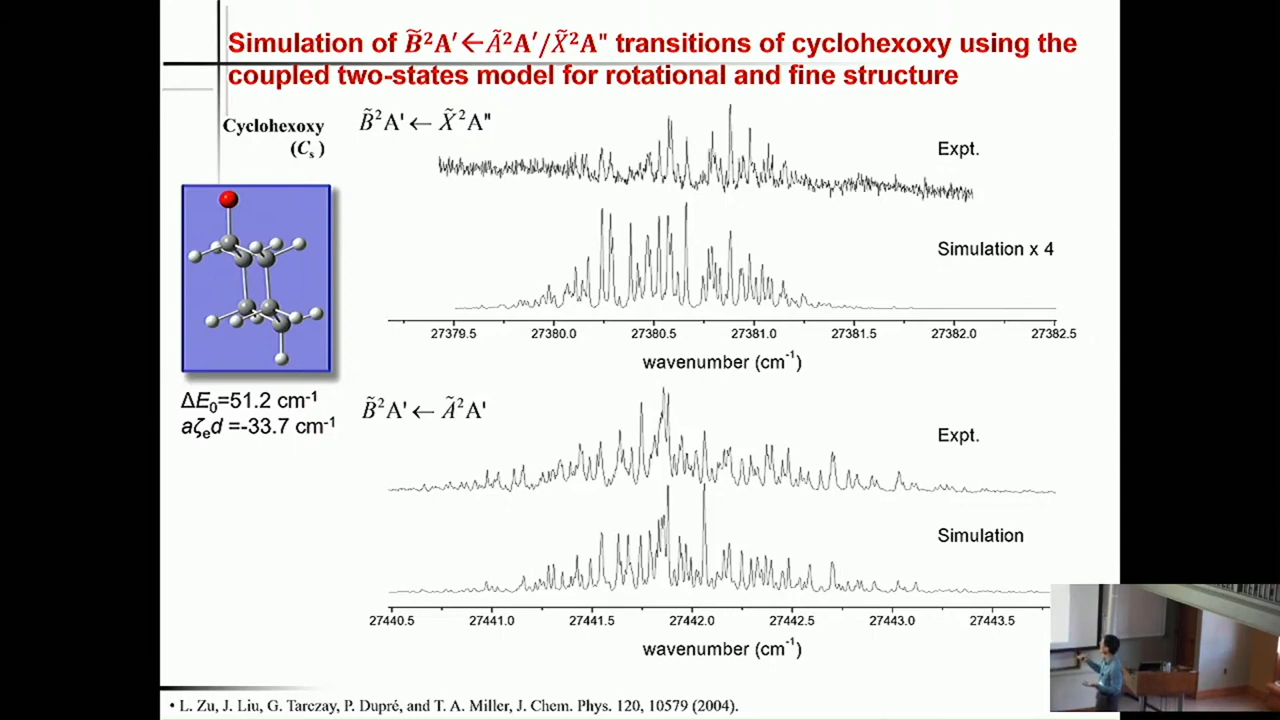 Simulation of B̃²A′←Ã²A′/X̃²A" transitions of cyclohexoxy using the
coupled two-states model for rotational and fine structure
Cyclohexoxy
(Cs )
B̃²A'← X̃²A"
Expt.
Simulation x 4
27379.5 27380.0 27380.5 27381.0 27381.5 27382.0 27382.5
wavenumber (cm⁻¹)
ΔE₀=51.2 cm⁻¹
aζₑd =-33.7 cm⁻¹
B̃²A'← Ã²A'
Expt.
Simulation
27440.5 27441.0 27441.5 27442.0 27442.5 27443.0 27443.5
wavenumber (cm⁻¹)
• L. Zu, J. Liu, G. Tarczay, P. Dupré, and T. A. Miller, J. Chem. Phys. 120, 10579 (2004).